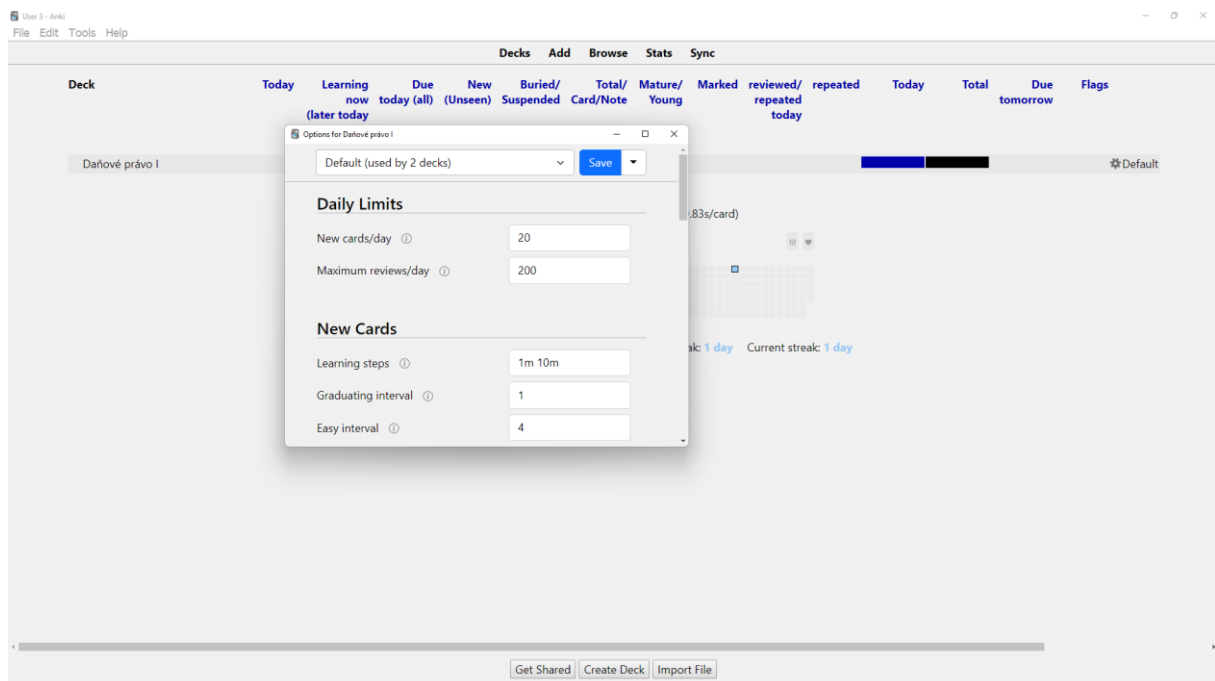 User 3 - Anki
File Edit Tools Help
Decks Add Browse Stats Sync
Deck Today Learning now (later today Due today (all) New (Unseen) Buried/ Suspended Total/ Card/Note Mature/ Young Marked reviewed/ repeated today repeated Today Total Due tomorrow Flags
Options for Daňové právo I
Daňové právo I Default
Default (used by 2 decks) Save
Daily Limits
.83s/card)
New cards/day 20
Maximum reviews/day 200
New Cards
ak: 1 day Current streak: 1 day
Learning steps 1m 10m
Graduating interval 1
Easy interval 4
Get Shared Create Deck Import File